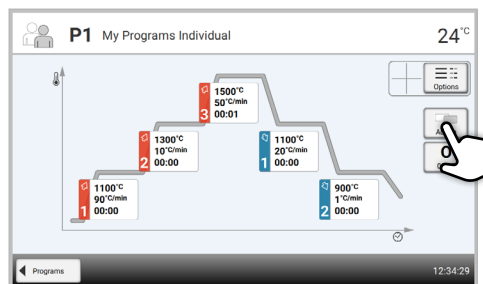 P1 My Programs Individual
24°C
Options
1500°C
50°C/min
3 00:01
1300°C
10°C/min
2 00:00
1100°C
20°C/min
1 00:00
1100°C
90°C/min
1 00:00
900°C
1°C/min
2 00:00
Programs
12:34:29